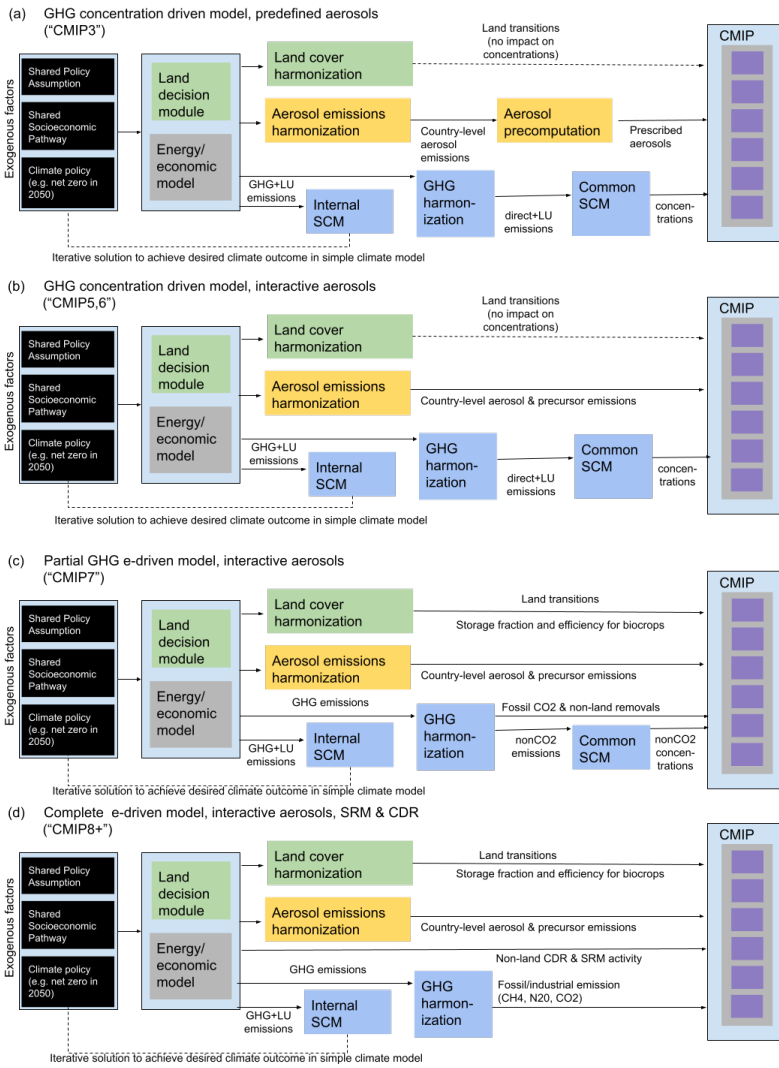 (a) GHG concentration driven model, predefined aerosols
("CMIP3")
Exogenous factors
Shared Policy
Assumption
Shared
Socioeconomic
Pathway
Climate policy
(e.g. net zero in
2050)
Land
decision
module
Energy/
economic
model
Land cover
harmonization
Land transitions
(no impact on
concentrations)
Aerosol emissions
harmonization
Country-level
aerosol
emissions
Aerosol
precomputation
Prescribed
aerosols
GHG+LU
emissions
Internal
SCM
GHG
harmon-
ization
direct+LU
emissions
Common
SCM
concen-
trations
CMIP
Iterative solution to achieve desired climate outcome in simple climate model
(b) GHG concentration driven model, interactive aerosols
("CMIP5,6")
Exogenous factors
Shared Policy
Assumption
Shared
Socioeconomic
Pathway
Climate policy
(e.g. net zero in
2050)
Land
decision
module
Energy/
economic
model
Land cover
harmonization
Land transitions
(no impact on
concentrations)
Aerosol emissions
harmonization
Country-level aerosol & precursor emissions
GHG+LU
emissions
Internal
SCM
GHG
harmon-
ization
direct+LU
emissions
Common
SCM
concen-
trations
CMIP
Iterative solution to achieve desired climate outcome in simple climate model
(c) Partial GHG e-driven model, interactive aerosols
("CMIP7")
Exogenous factors
Shared Policy
Assumption
Shared
Socioeconomic
Pathway
Climate policy
(e.g. net zero in
2050)
Land
decision
module
Energy/
economic
model
Land cover
harmonization
Land transitions
Storage fraction and efficiency for biocrops
Aerosol emissions
harmonization
Country-level aerosol & precursor emissions
GHG emissions
GHG+LU
emissions
Internal
SCM
GHG
harmon-
ization
Fossil CO2 & non-land removals
nonCO2
emissions
Common
SCM
nonCO2
concen-
trations
CMIP
Iterative solution to achieve desired climate outcome in simple climate model
(d) Complete e-driven model, interactive aerosols, SRM & CDR
("CMIP8+")
Exogenous factors
Shared Policy
Assumption
Shared
Socioeconomic
Pathway
Climate policy
(e.g. net zero in
2050)
Land
decision
module
Energy/
economic
model
Land cover
harmonization
Land transitions
Storage fraction and efficiency for biocrops
Aerosol emissions
harmonization
Country-level aerosol & precursor emissions
Non-land CDR & SRM activity
GHG emissions
GHG+LU
emissions
Internal
SCM
GHG
harmon-
ization
Fossil/industrial emission
(CH4, N20, CO2)
CMIP
Iterative solution to achieve desired climate outcome in simple climate model